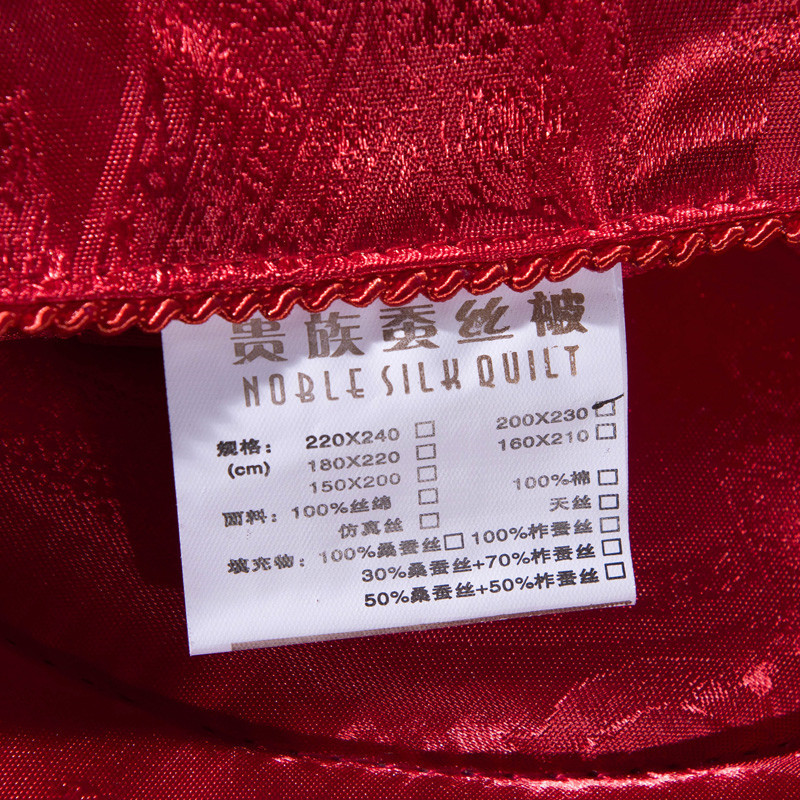 贵族蚕丝被
NOBLE SILK QUILT
规格: 220X240 □ 200X230 □
(cm) 180X220 □ 160X210 □
150X200 □
面料: 100%丝绵 □ 100%棉 □
仿离丝 □ 天丝 □
填充物: 100%桑蚕丝 □ 100%柞蚕丝 □
30%桑蚕丝+70%柞蚕丝 □
50%桑蚕丝+50%柞蚕丝 □